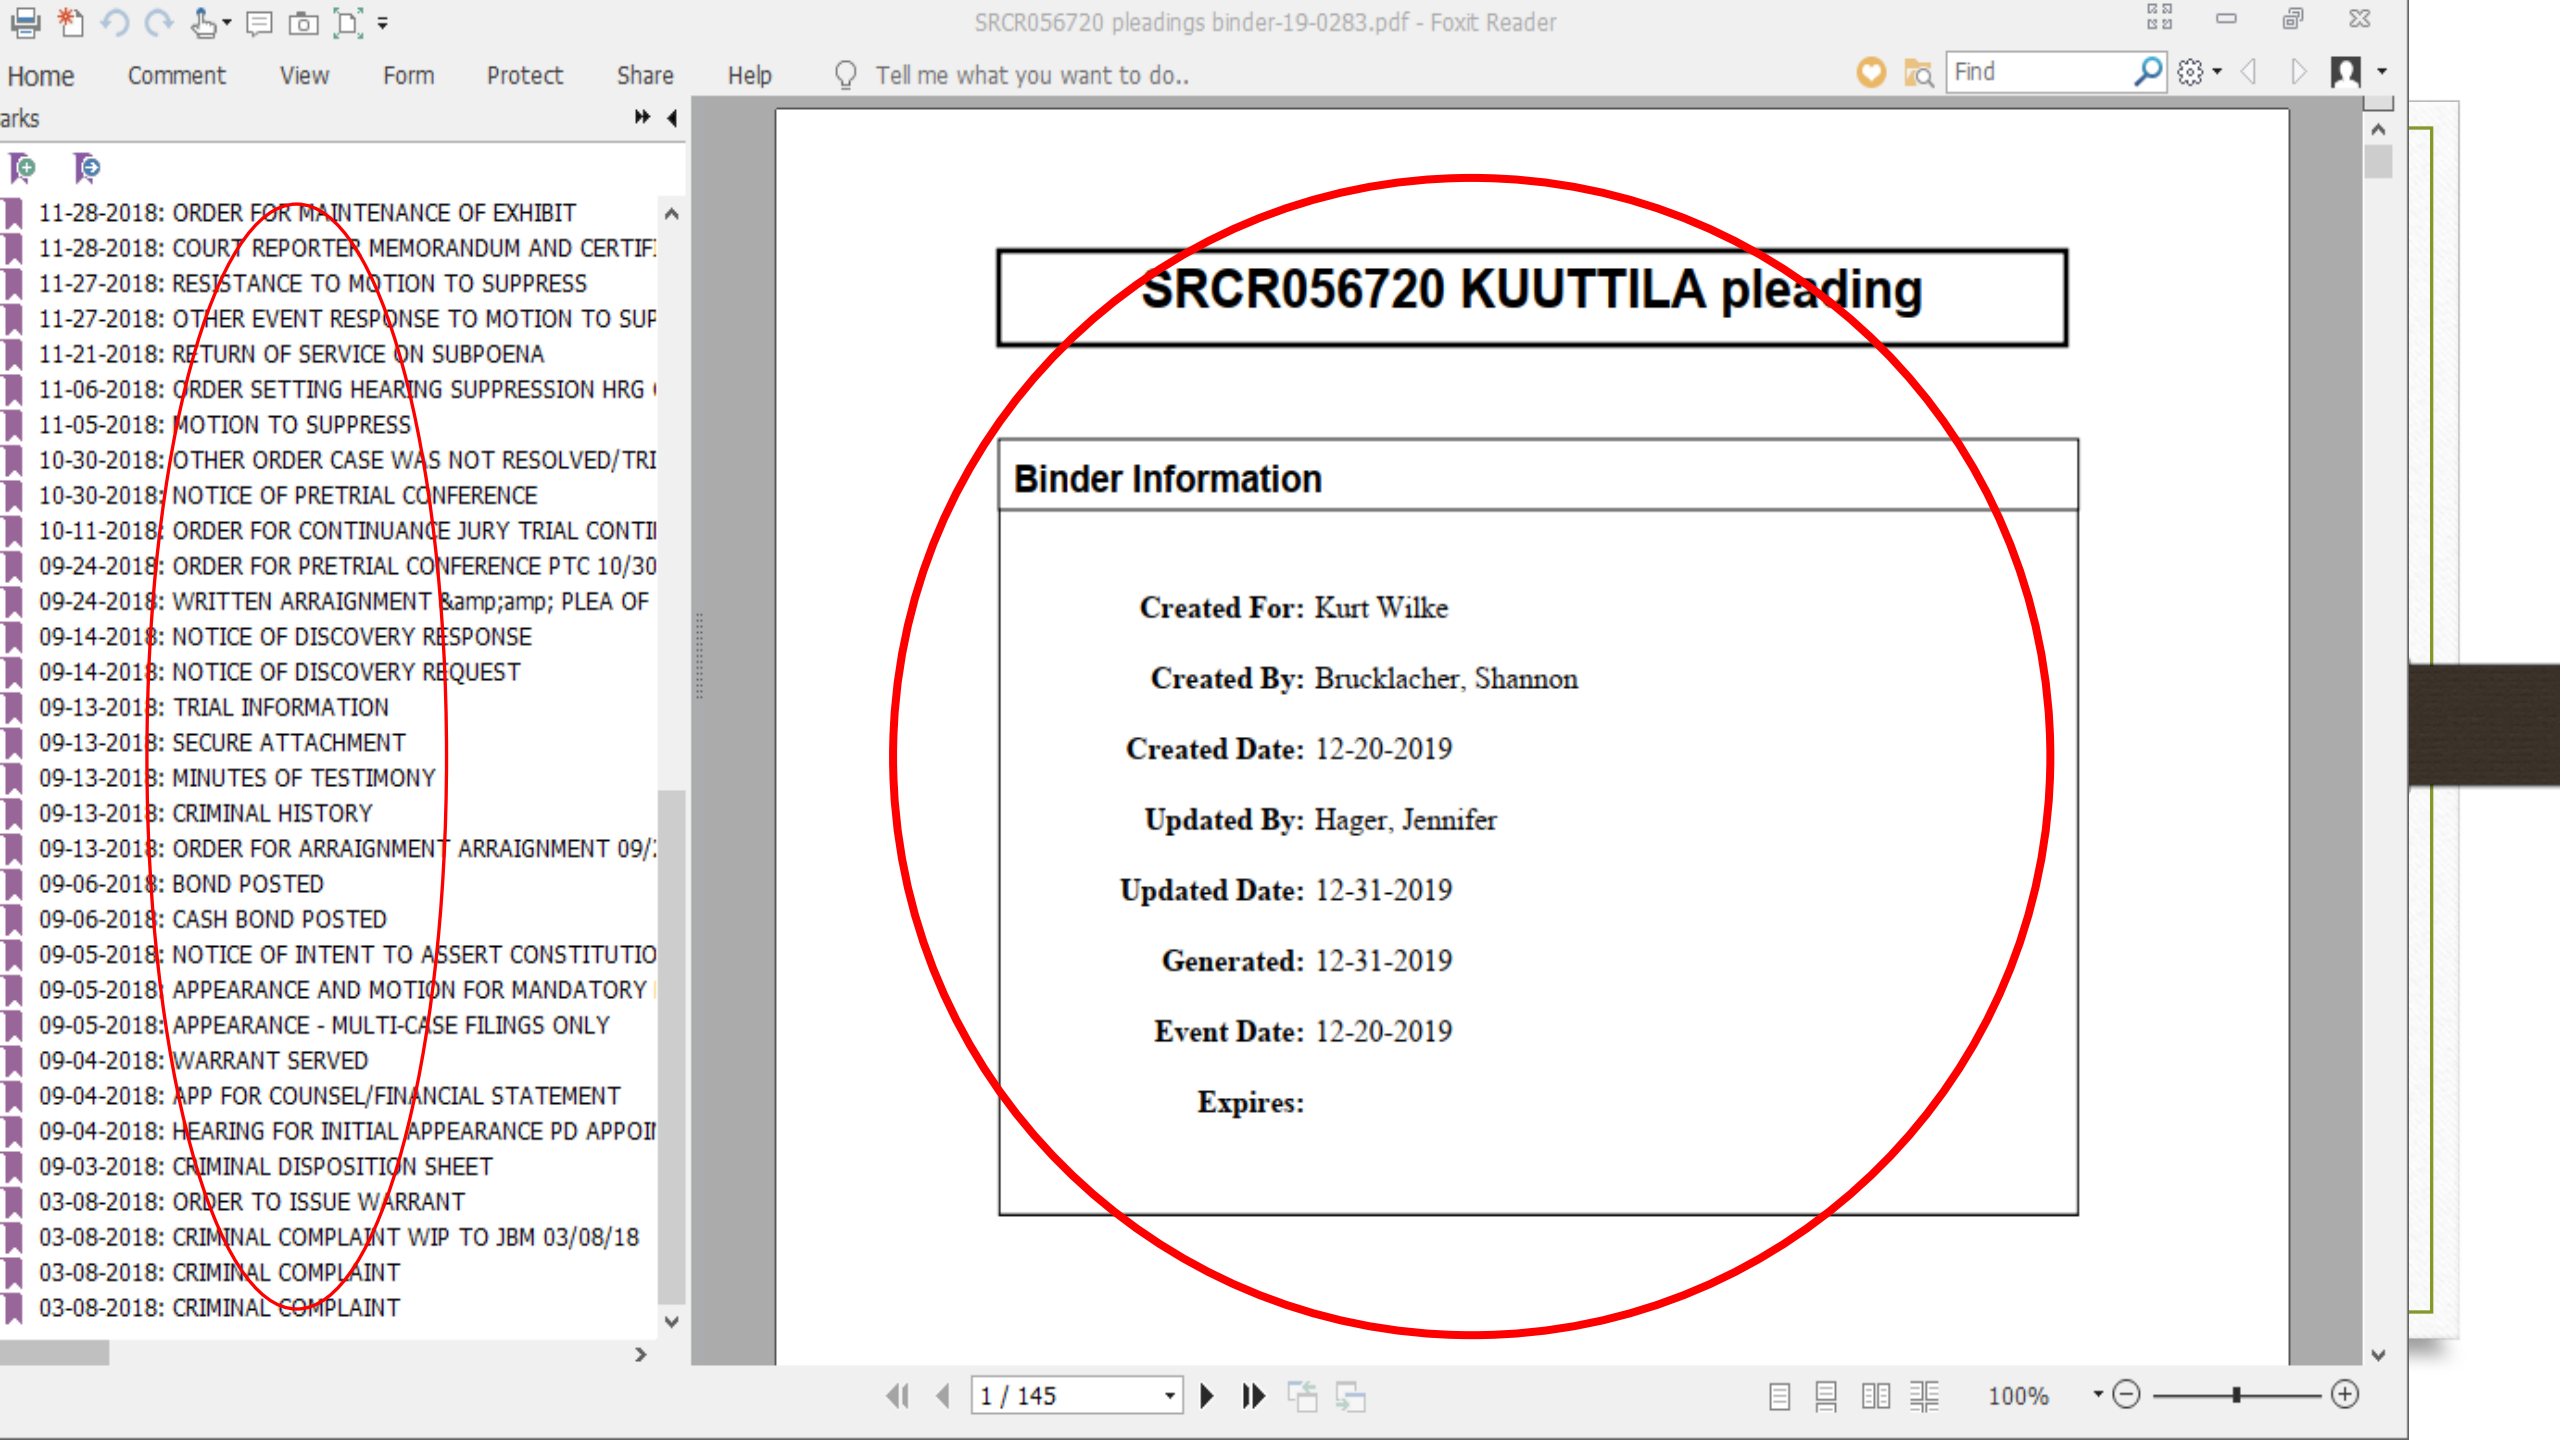 SRCR056720 pleadings binder-19-0283.pdf - Foxit Reader
Home Comment View Form Protect Share Help Tell me what you want to do.. Find
arks
11-28-2018: ORDER FOR MAINTENANCE OF EXHIBIT
11-28-2018: COURT REPORTER MEMORANDUM AND CERTIFI
11-27-2018: RESISTANCE TO MOTION TO SUPPRESS
11-27-2018: OTHER EVENT RESPONSE TO MOTION TO SUP
11-21-2018: RETURN OF SERVICE ON SUBPOENA
11-06-2018: ORDER SETTING HEARING SUPPRESSION HRG
11-05-2018: MOTION TO SUPPRESS
10-30-2018: OTHER ORDER CASE WAS NOT RESOLVED/TRI
10-30-2018: NOTICE OF PRETRIAL CONFERENCE
10-11-2018: ORDER FOR CONTINUANCE JURY TRIAL CONTI
09-24-2018: ORDER FOR PRETRIAL CONFERENCE PTC 10/30
09-24-2018: WRITTEN ARRAIGNMENT &amp;amp; PLEA OF
09-14-2018: NOTICE OF DISCOVERY RESPONSE
09-14-2018: NOTICE OF DISCOVERY REQUEST
09-13-2018: TRIAL INFORMATION
09-13-2018: SECURE ATTACHMENT
09-13-2018: MINUTES OF TESTIMONY
09-13-2018: CRIMINAL HISTORY
09-13-2018: ORDER FOR ARRAIGNMENT ARRAIGNMENT 09/
09-06-2018: BOND POSTED
09-06-2018: CASH BOND POSTED
09-05-2018: NOTICE OF INTENT TO ASSERT CONSTITUTIO
09-05-2018: APPEARANCE AND MOTION FOR MANDATORY
09-05-2018: APPEARANCE - MULTI-CASE FILINGS ONLY
09-04-2018: WARRANT SERVED
09-04-2018: APP FOR COUNSEL/FINANCIAL STATEMENT
09-04-2018: HEARING FOR INITIAL APPEARANCE PD APPOI
09-03-2018: CRIMINAL DISPOSITION SHEET
03-08-2018: ORDER TO ISSUE WARRANT
03-08-2018: CRIMINAL COMPLAINT WIP TO JBM 03/08/18
03-08-2018: CRIMINAL COMPLAINT
03-08-2018: CRIMINAL COMPLAINT
SRCR056720 KUUTTILA pleading
Binder Information
Created For: Kurt Wilke
Created By: Brucklacher, Shannon
Created Date: 12-20-2019
Updated By: Hager, Jennifer
Updated Date: 12-31-2019
Generated: 12-31-2019
Event Date: 12-20-2019
Expires:
1 / 145
100%